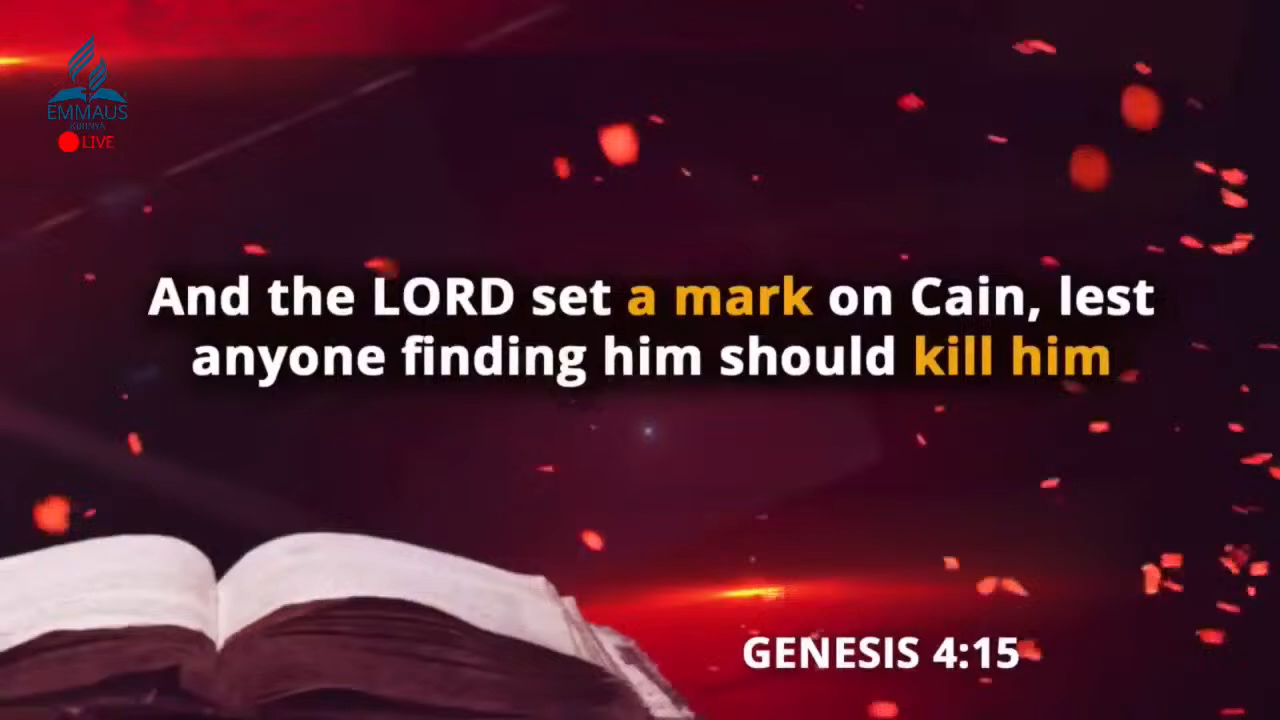 EMMAUS
LIVE
And the LORD set a mark on Cain, lest
anyone finding him should kill him
GENESIS 4:15